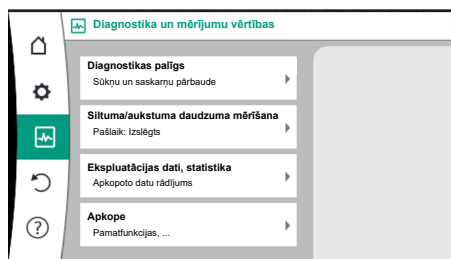 Diagnostika un mērījumu vērtības
Diagnostikas palīgs
Sūkņu un saskarņu pārbaude
Siltuma/aukstuma daudzuma mērīšana
Pašlaik: Izslēgts
Ekspluatācijas dati, statistika
Apkopoto datu rādījums
Apkope
Pamatfunkcijas, ...
?